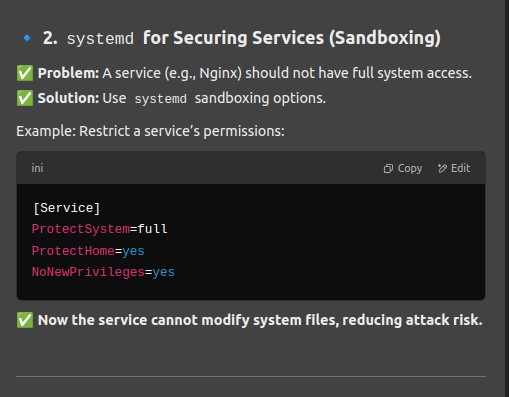 🔹 2. systemd for Securing Services (Sandboxing)
✅ Problem: A service (e.g., Nginx) should not have full system access.
✅ Solution: Use systemd sandboxing options.
Example: Restrict a service’s permissions:
ini Copy Edit
[Service]
ProtectSystem=full
ProtectHome=yes
NoNewPrivileges=yes
✅ Now the service cannot modify system files, reducing attack risk.